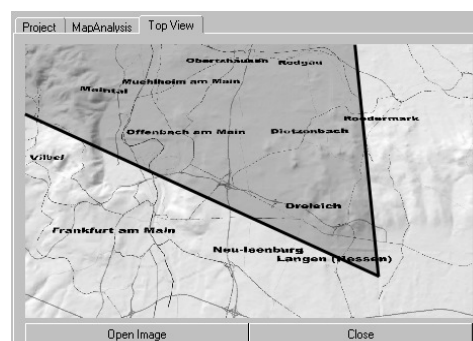 Project MapAnalysis Top View
Obertshausen Rodgau
Muehlheim am Main
Maintal
Roedermark
Offenbach am Main Dietzenbach
Vilbel
Dreieich
Frankfurt am Main
Neu-Isenburg
Langen (Hessen)
Open Image Close